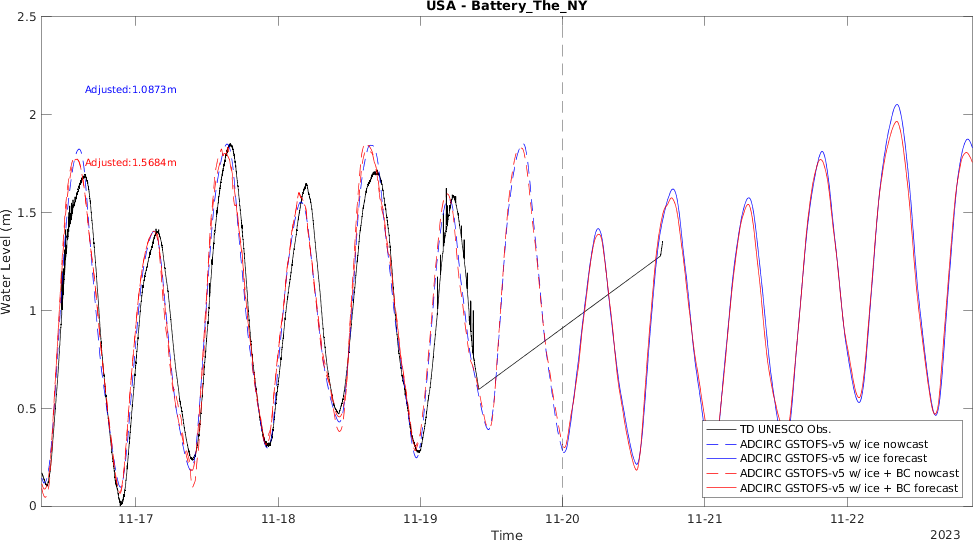 USA - Battery_The_NY
2.5
2
1.5
1
0.5
0
Water Level (m)
Adjusted:1.0873m
Adjusted:1.5684m
TD UNESCO Obs.
ADCIRC GSTOFS-v5 w/ ice nowcast
ADCIRC GSTOFS-v5 w/ ice forecast
ADCIRC GSTOFS-v5 w/ ice + BC nowcast
ADCIRC GSTOFS-v5 w/ ice + BC forecast
11-17 11-18 11-19 11-20 11-21 11-22
Time
2023